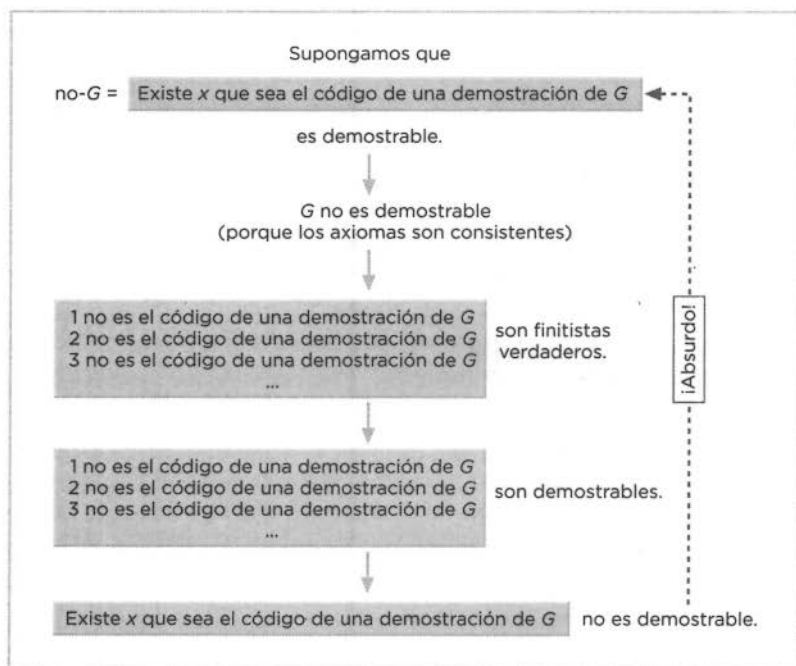 Supongamos que
no-G = Existe x que sea el código de una demostración de G
es demostrable.
G no es demostrable
(porque los axiomas son consistentes)
1 no es el código de una demostración de G
2 no es el código de una demostración de G
3 no es el código de una demostración de G
...
son finitistas
verdaderos.
¡Absurdo!
1 no es el código de una demostración de G
2 no es el código de una demostración de G
3 no es el código de una demostración de G
...
son demostrables.
Existe x que sea el código de una demostración de G no es demostrable.